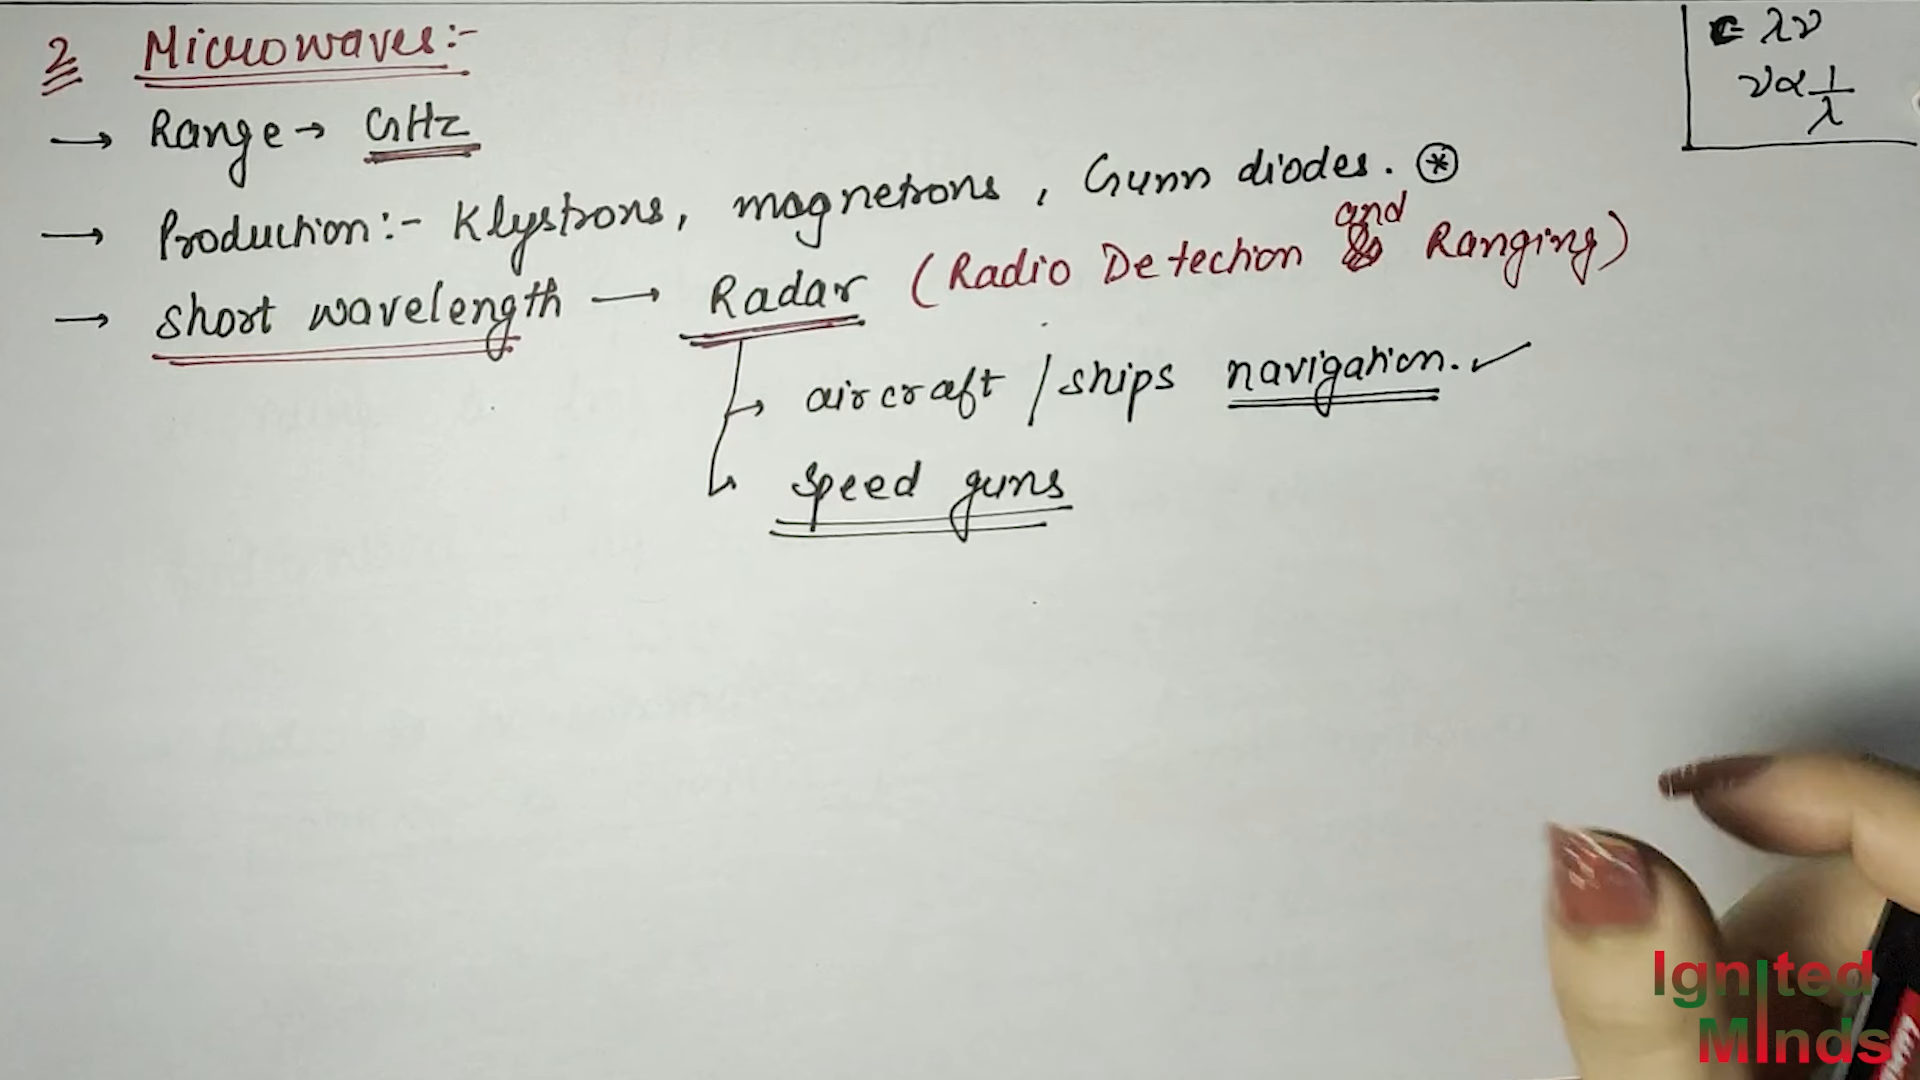 2 Microwaves:-
→ Range → GHz
→ Production:- Klystrons, magnetrons, Gunn diodes. *
→ short wavelength → Radar (Radio Detection and Ranging)
aircraft / ships navigation. ✓
speed guns
c = λν
ν ∝ 1/λ
Ignited
Minds